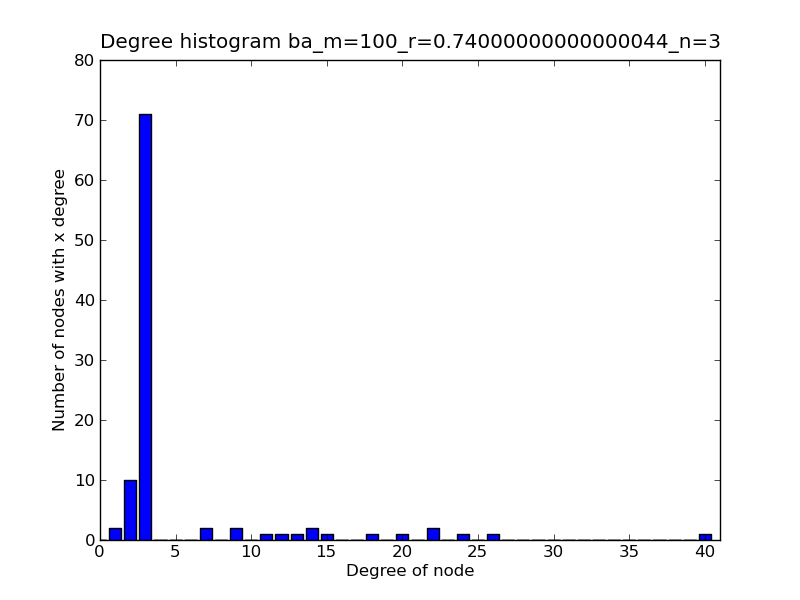 Degree histogram ba_m=100_r=0.74000000000000044_n=3
80
70
60
50
40
30
20
10
0
0 5 10 15 20 25 30 35 40
Number of nodes with x degree
Degree of node